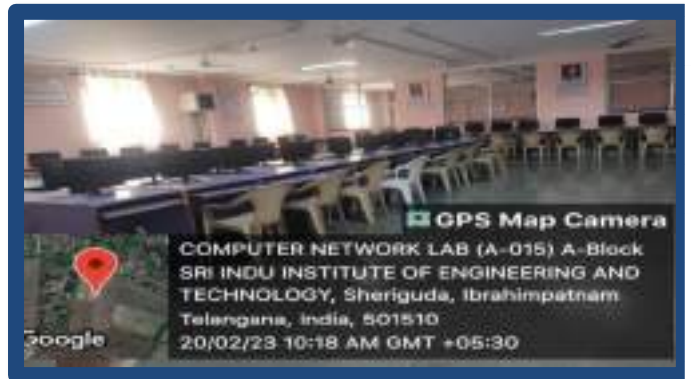 GPS Map Camera
COMPUTER NETWORK LAB (A-015) A-Block
SRI INDU INSTITUTE OF ENGINEERING AND
TECHNOLOGY, Sheriguda, Ibrahimpatnam
Telangana, India, 501510
20/02/23 10:18 AM GMT +05:30
Google